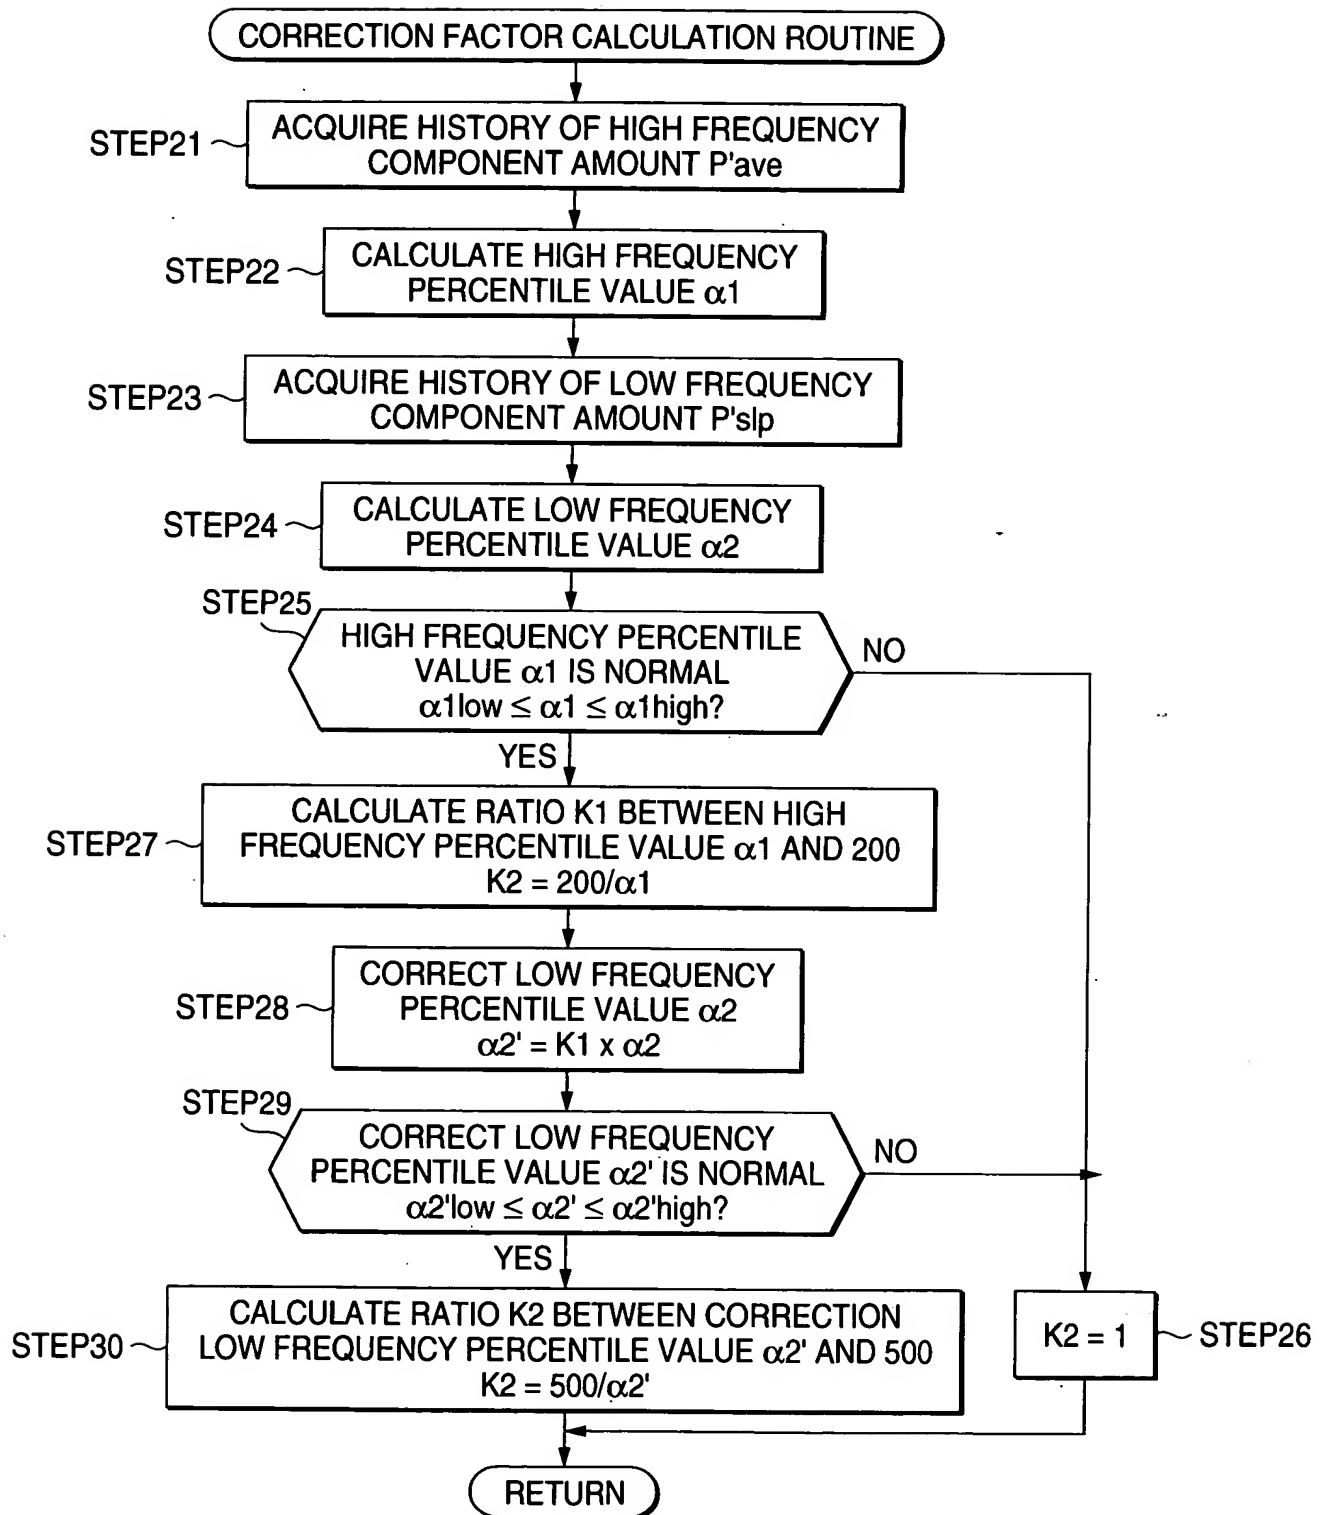 CORRECTION FACTOR CALCULATION ROUTINE
STEP21
ACQUIRE HISTORY OF HIGH FREQUENCY
COMPONENT AMOUNT P'ave
STEP22
CALCULATE HIGH FREQUENCY
PERCENTILE VALUE α1
STEP23
ACQUIRE HISTORY OF LOW FREQUENCY
COMPONENT AMOUNT P'slp
STEP24
CALCULATE LOW FREQUENCY
PERCENTILE VALUE α2
STEP25
HIGH FREQUENCY PERCENTILE
VALUE α1 IS NORMAL
α1low ≤ α1 ≤ α1high?
NO
YES
STEP27
CALCULATE RATIO K1 BETWEEN HIGH
FREQUENCY PERCENTILE VALUE α1 AND 200
K2 = 200/α1
STEP28
CORRECT LOW FREQUENCY
PERCENTILE VALUE α2
α2' = K1 x α2
STEP29
CORRECT LOW FREQUENCY
PERCENTILE VALUE α2' IS NORMAL
α2'low ≤ α2' ≤ α2'high?
NO
YES
STEP30
CALCULATE RATIO K2 BETWEEN CORRECTION
LOW FREQUENCY PERCENTILE VALUE α2' AND 500
K2 = 500/α2'
K2 = 1
STEP26
RETURN